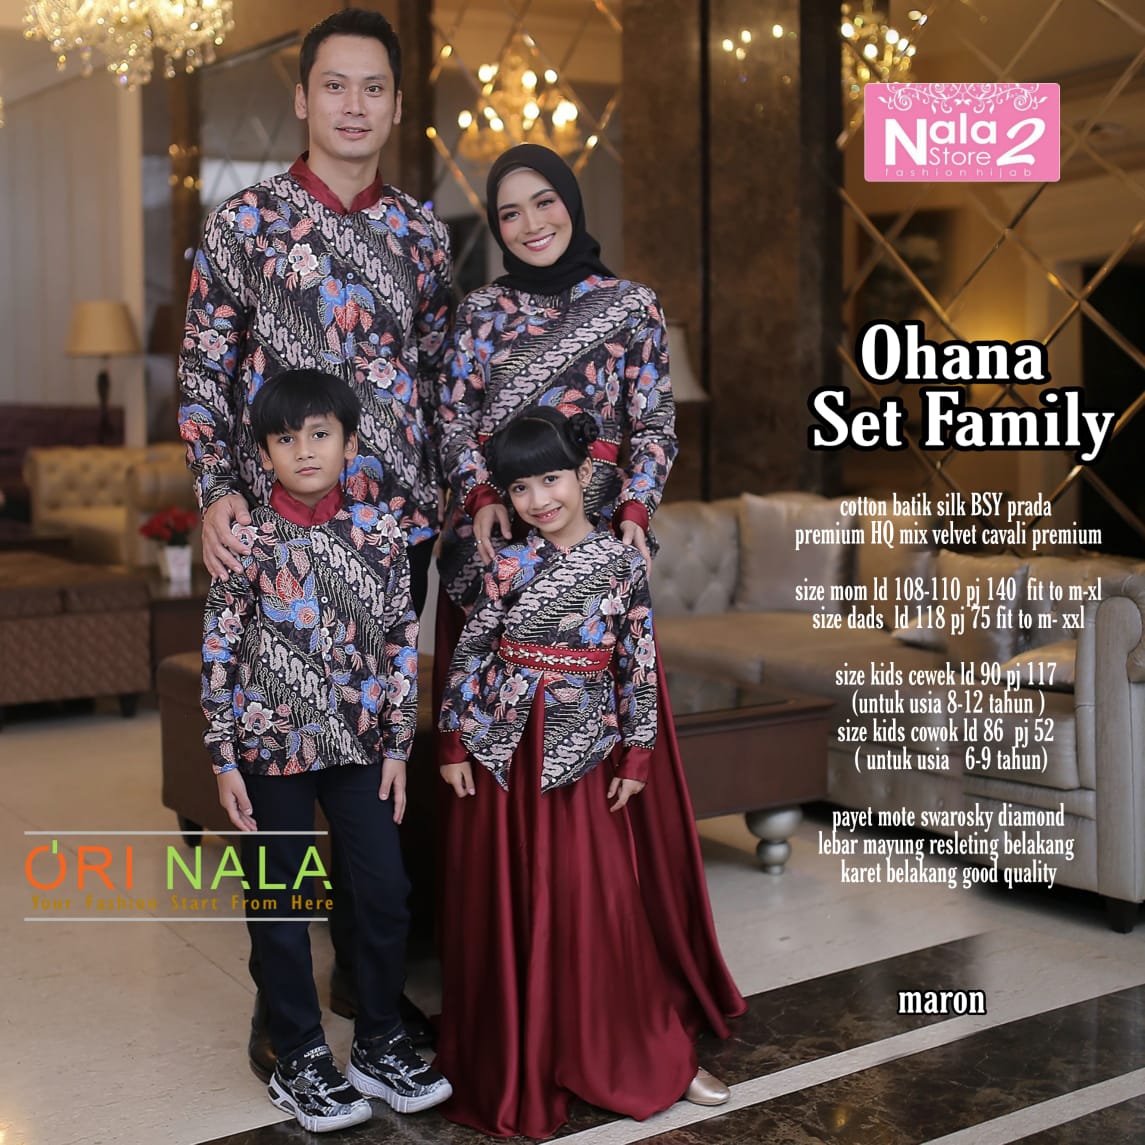 Nala
Store 2
fashionhijab
Ohana
Set Family
cotton batik silk BSY prada
premium HQ mix velvet cavali premium
size mom ld 108-110 pj 140 fit to m-xl
size dads ld 118 pj 75 fit to m- xxl
size kids cewek ld 90 pj 117
(untuk usia 8-12 tahun )
size kids cowok ld 86 pj 52
( untuk usia 6-9 tahun)
payet mote swarosky diamond
lebar mayung resleting belakang
karet belakang good quality
ORI NALA
Your Fashion Start From Here
maron